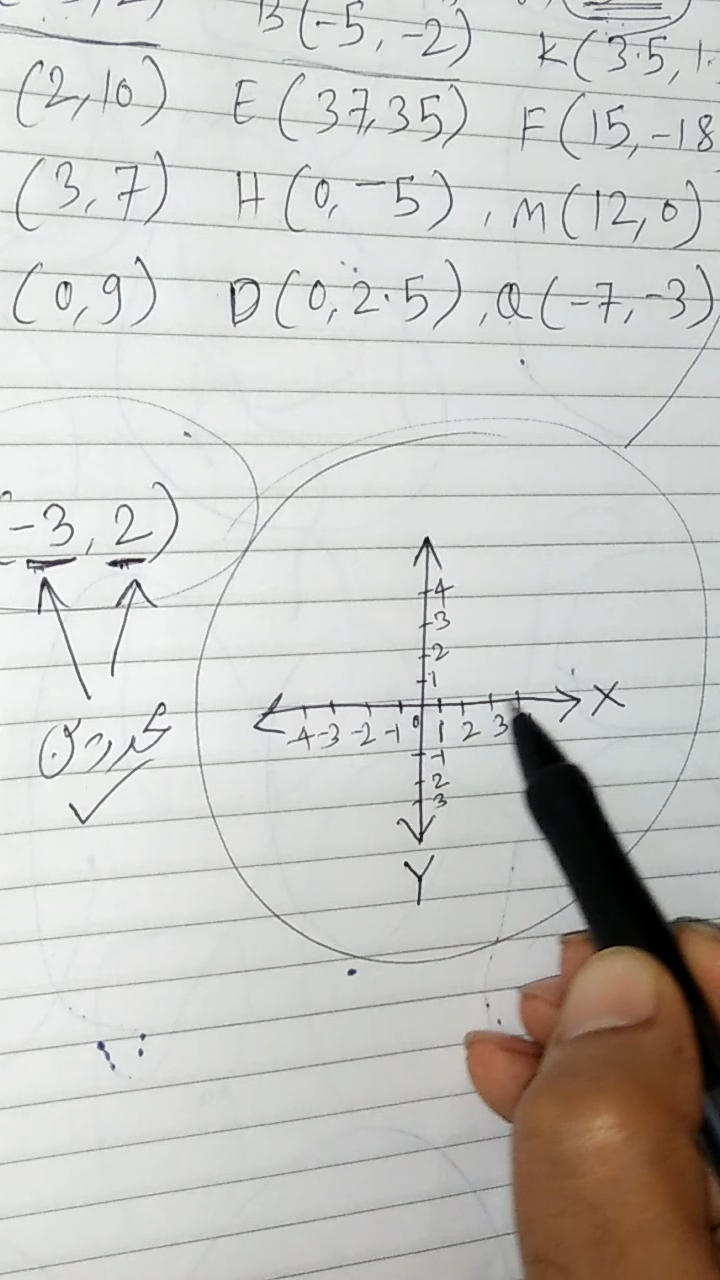 B(-5, -2) K(3.5, 1.
(2, 10) E(37,35) F(15, -18
(3, 7) H(0, -5), M(12, 0)
(0, 9) D(0, 2.5), Q(-7, -3)
-3, 2)
4
3
2
1
X
-4 -3 -2 -1 0 1 2 3
-1
2
3
Y